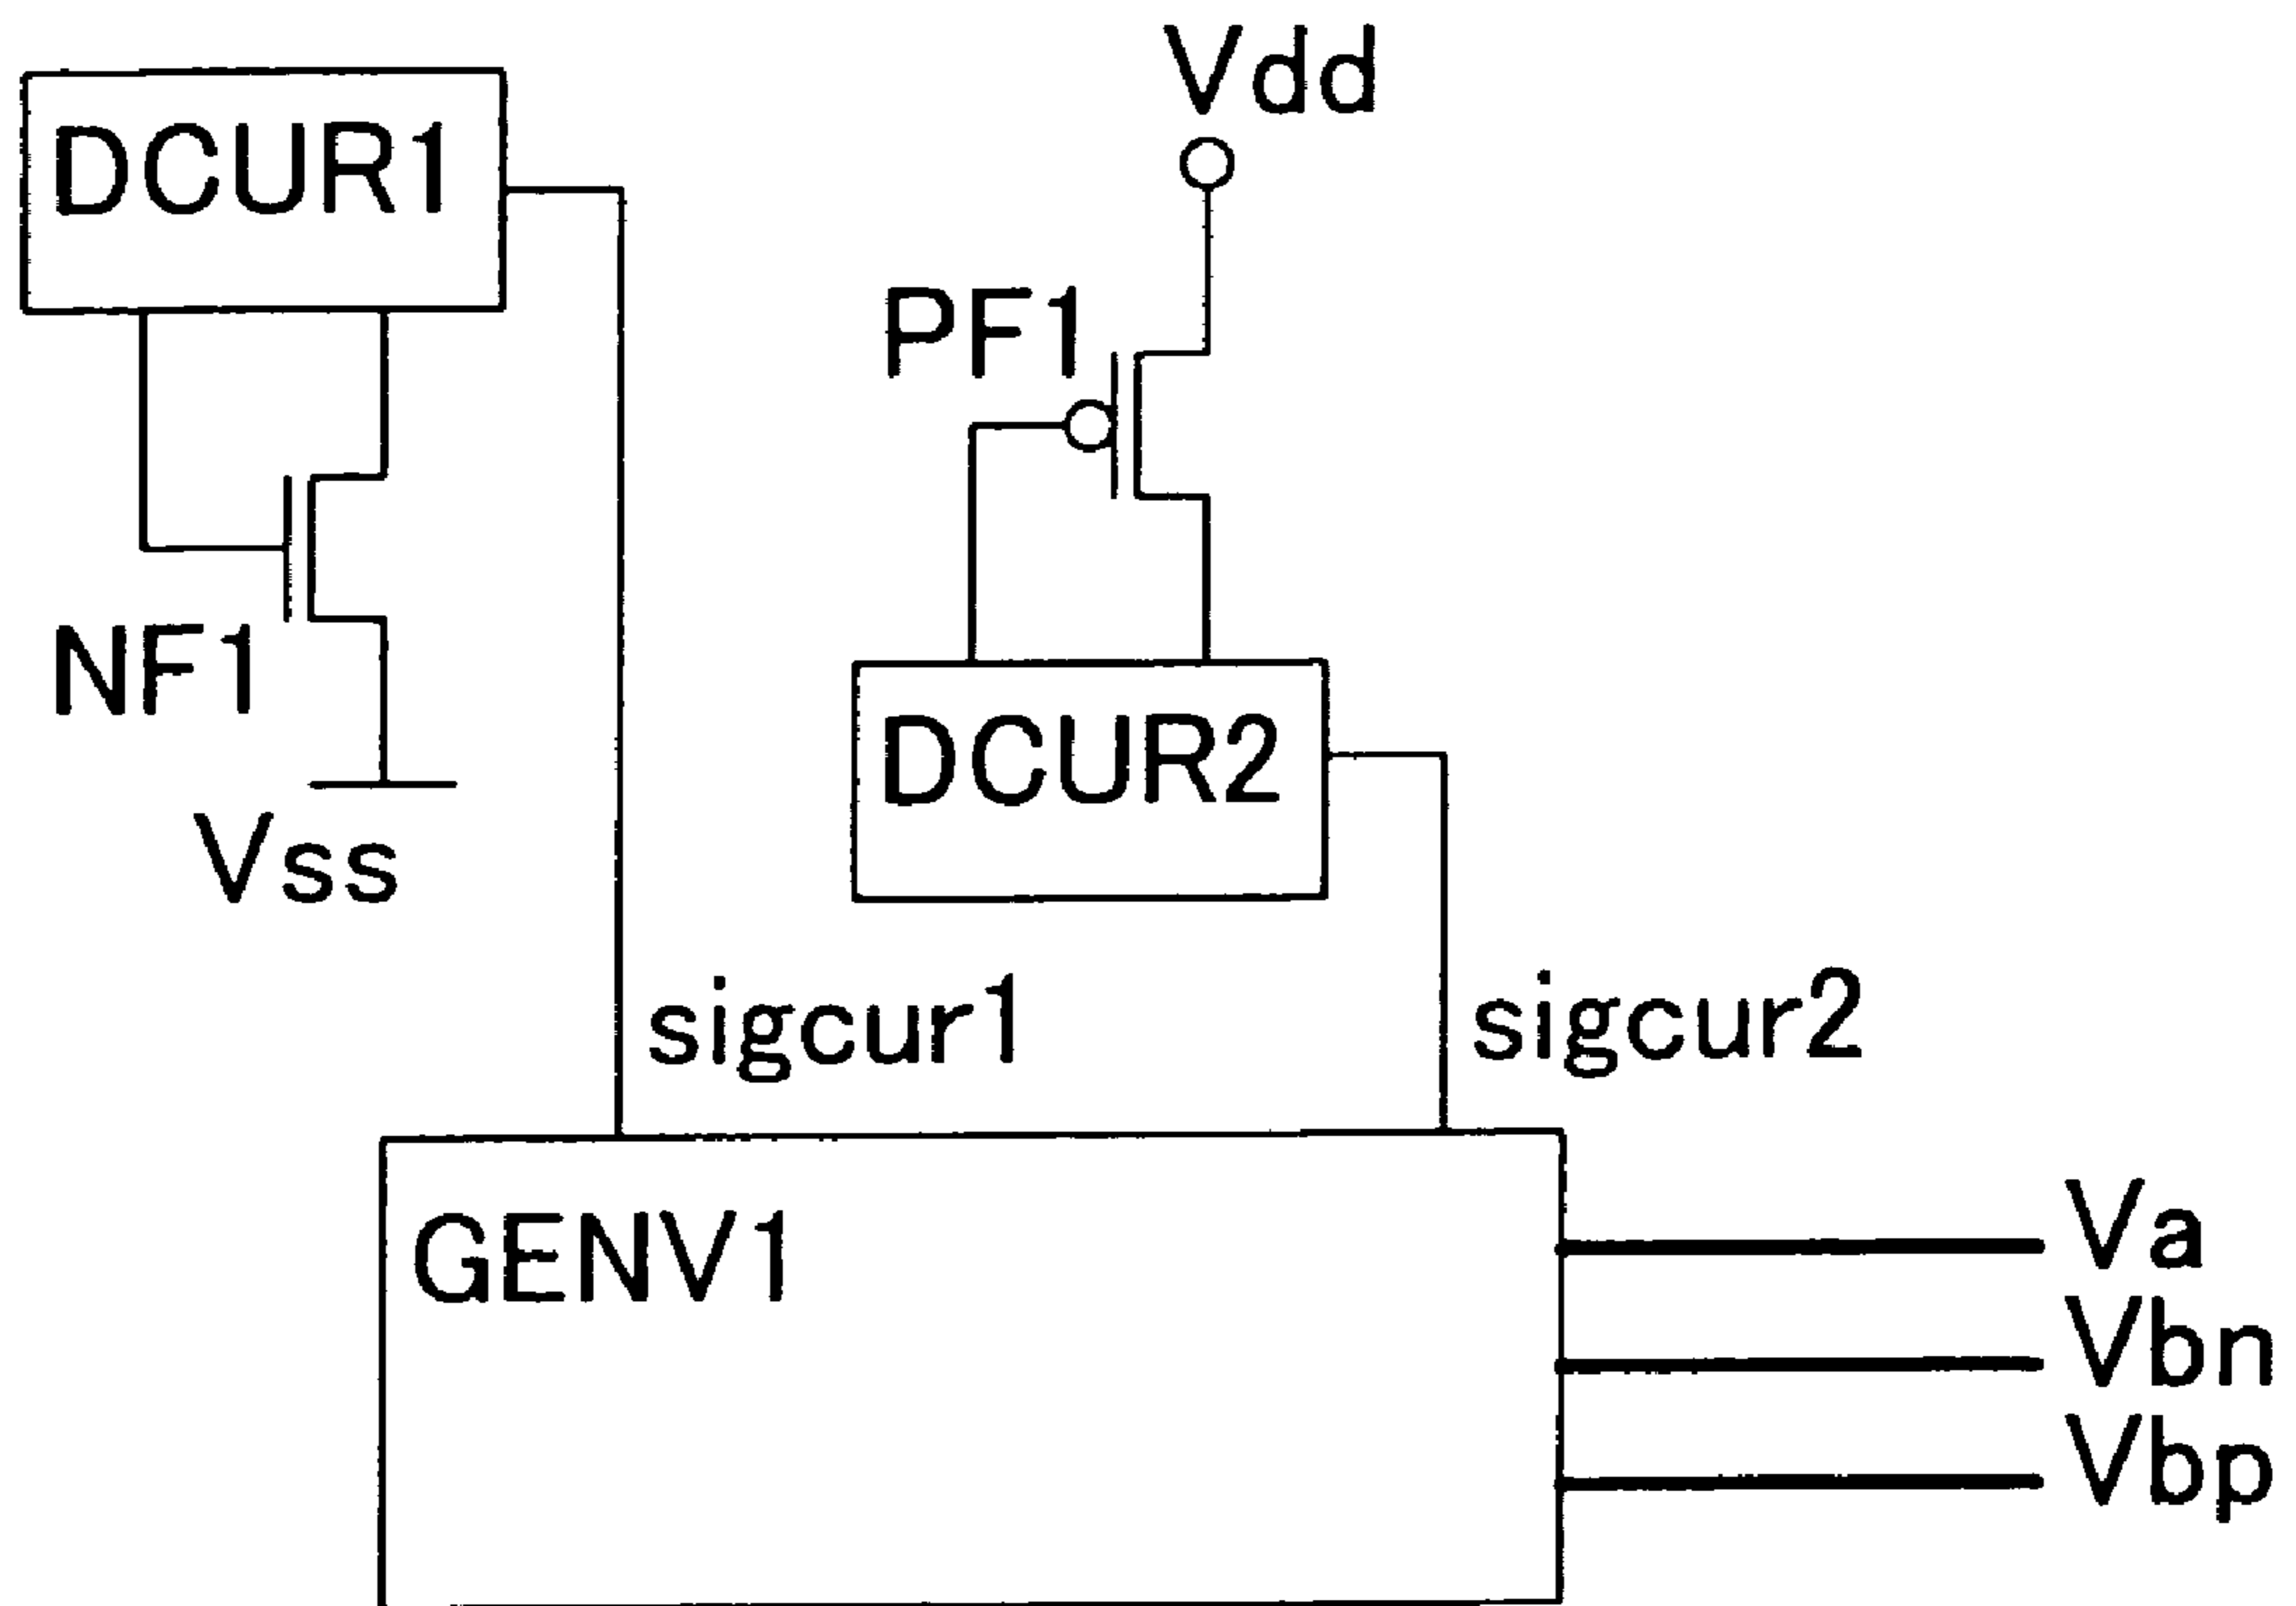 Vdd
DCUR1
PF1
NF1
DCUR2
Vss
sigcur1
sigcur2
GENV1
Va
Vbn
Vbp